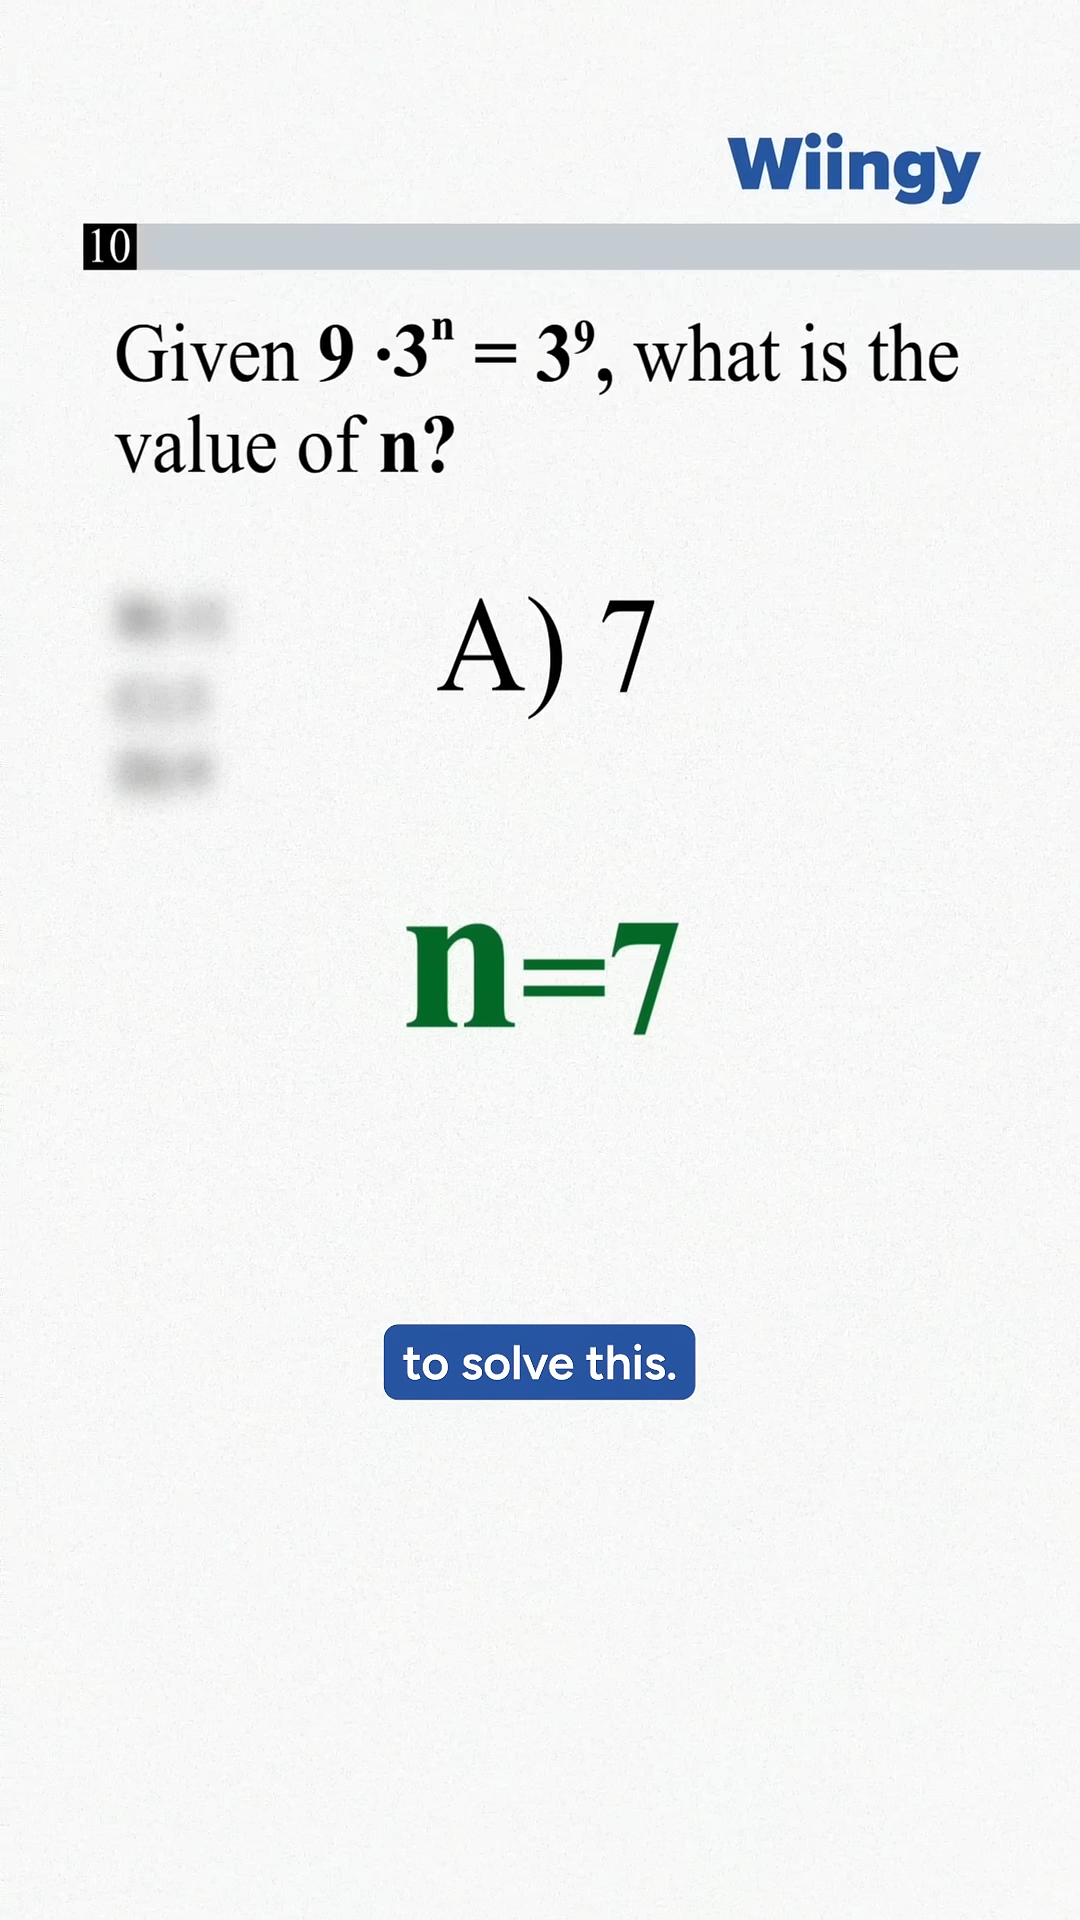 Wiingy
10
Given 9 ·3ⁿ = 3⁹, what is the
value of n?
A) 7
n=7
to solve this.